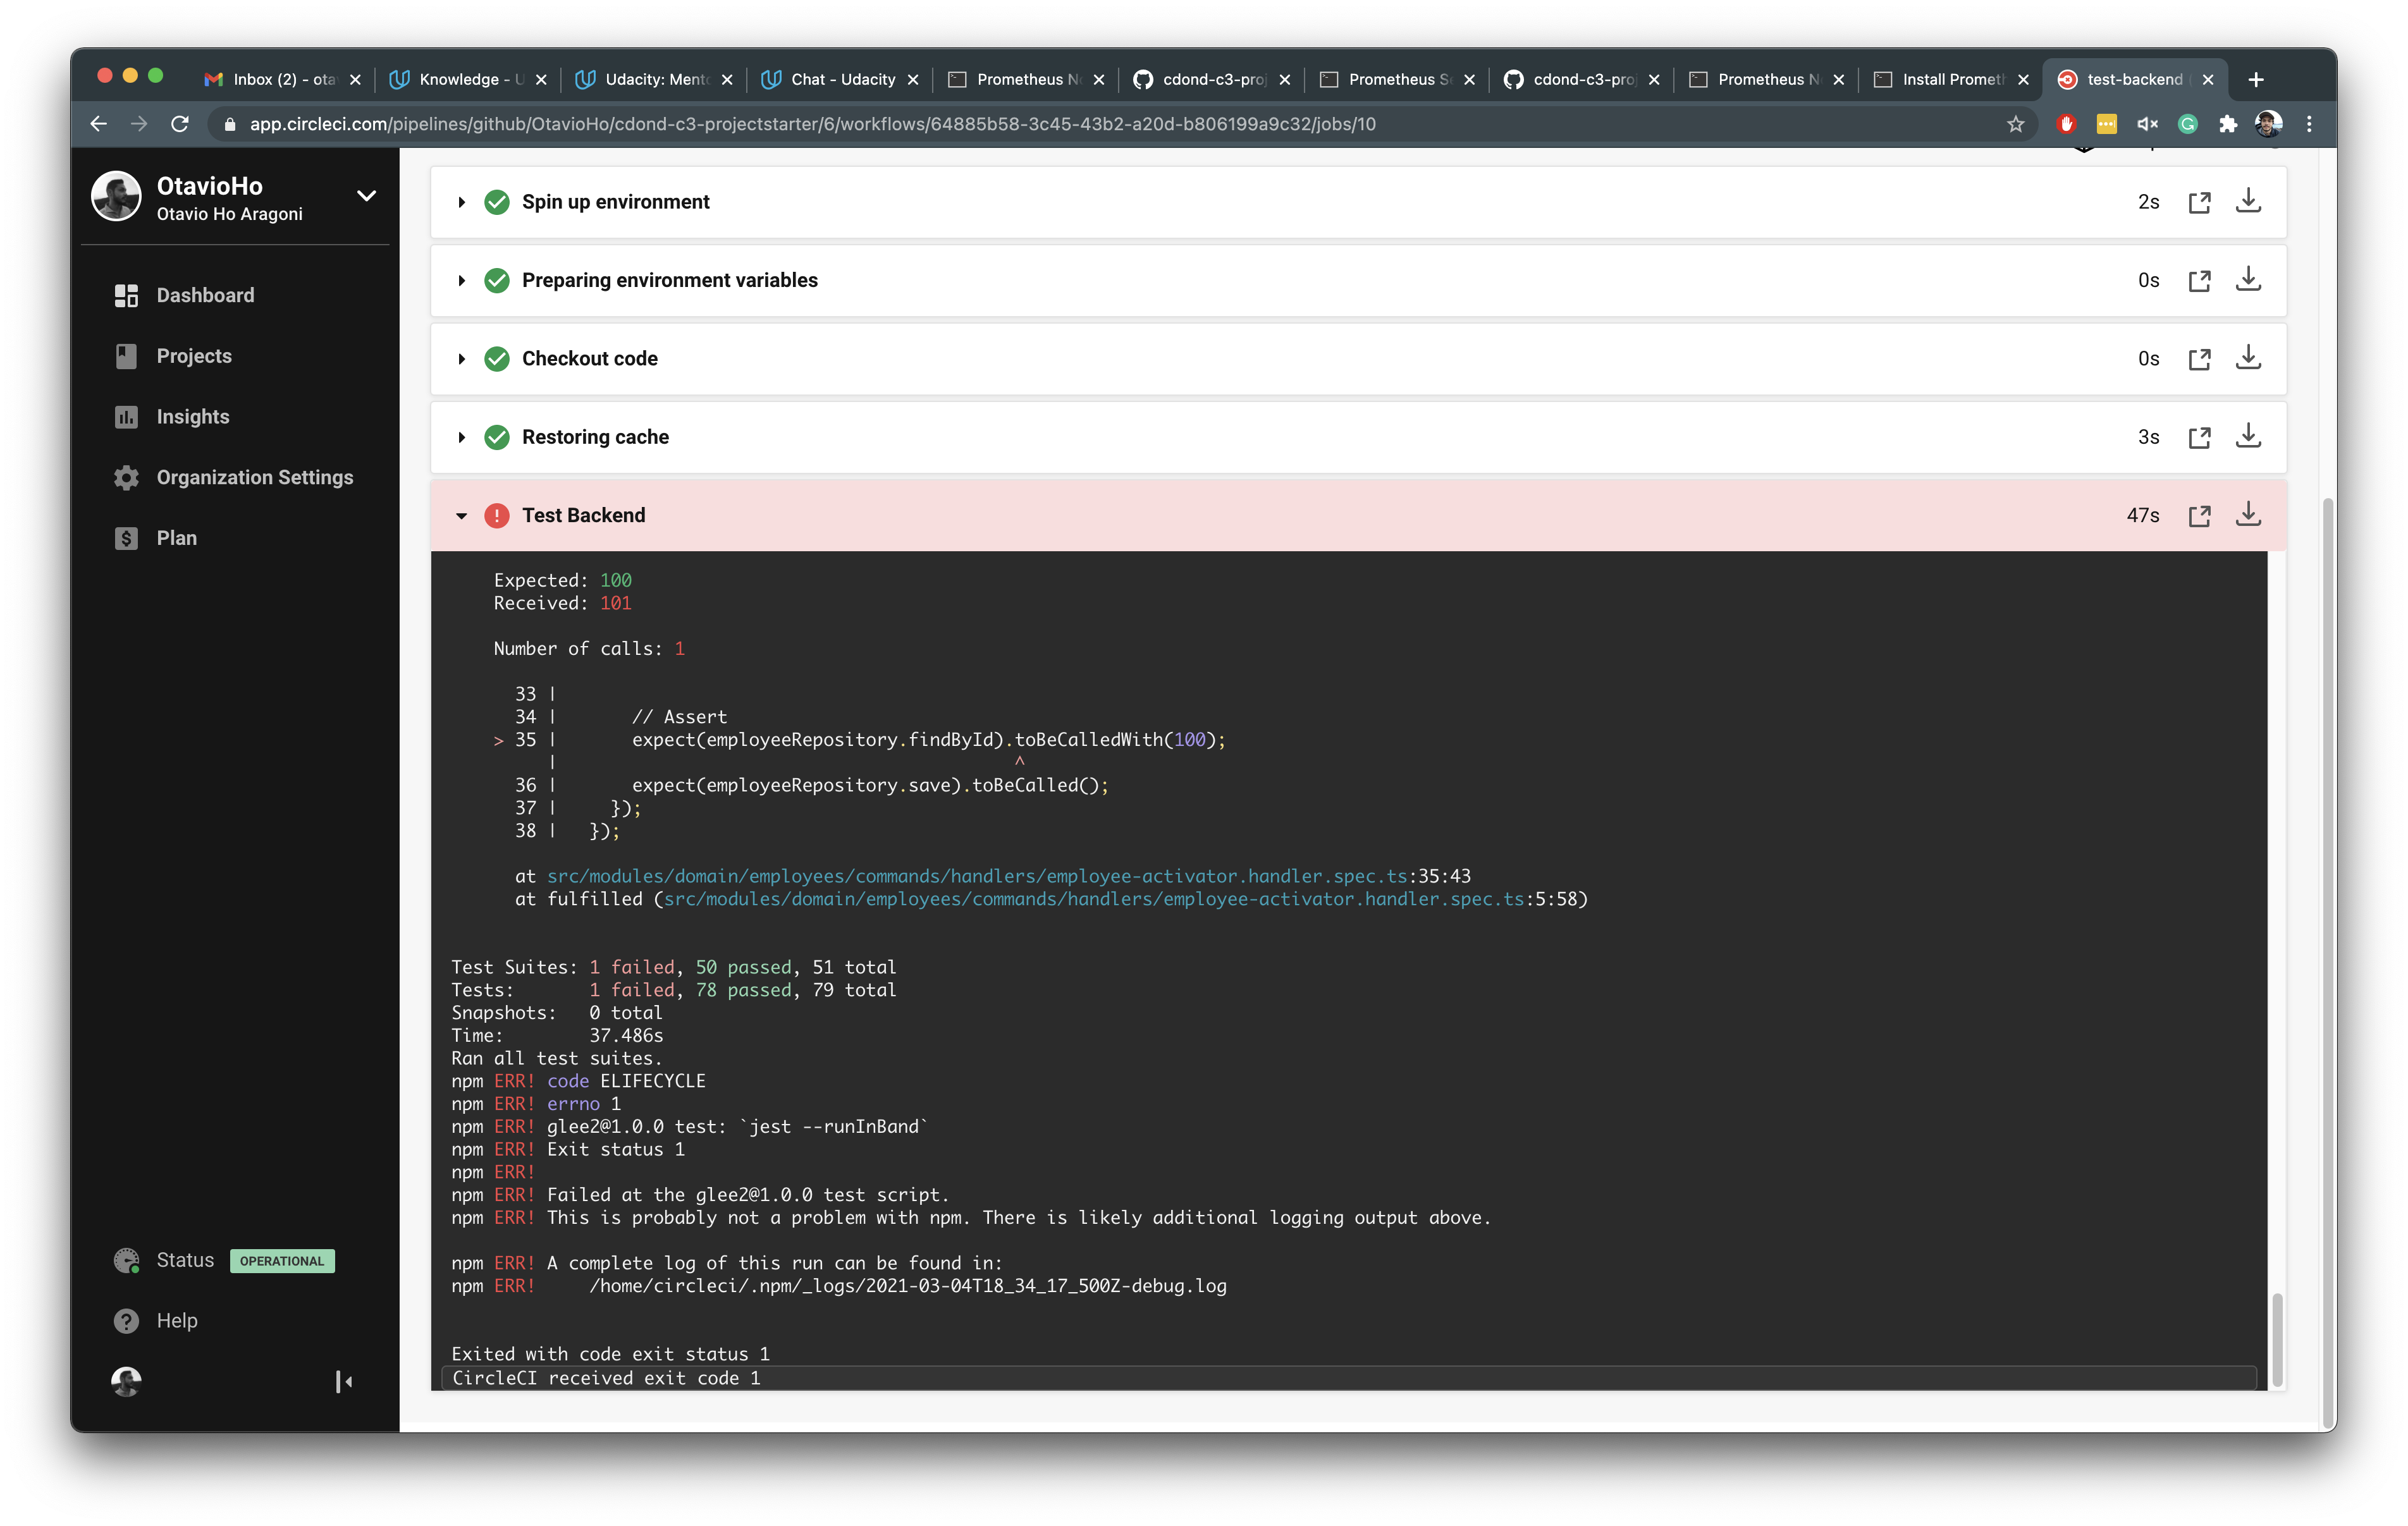 Inbox (2) - ota
Knowledge - U
Udacity: Ment
Chat - Udacity
Prometheus N
cdond-c3-proj
Prometheus S
cdond-c3-proj
Prometheus N
Install Prometh
test-backend
app.circleci.com/pipelines/github/OtavioHo/cdond-c3-projectstarter/6/workflows/64885b58-3c45-43b2-a20d-b806199a9c32/jobs/10
OtavioHo
Otavio Ho Aragoni
Dashboard
Projects
Insights
Organization Settings
Plan
Status OPERATIONAL
Help
Spin up environment 2s
Preparing environment variables 0s
Checkout code 0s
Restoring cache 3s
Test Backend 47s
Expected: 100
Received: 101
Number of calls: 1
33 |
34 | // Assert
> 35 | expect(employeeRepository.findById).toBeCalledWith(100);
| ^
36 | expect(employeeRepository.save).toBeCalled();
37 | });
38 | });
at src/modules/domain/employees/commands/handlers/employee-activator.handler.spec.ts:35:43
at fulfilled (src/modules/domain/employees/commands/handlers/employee-activator.handler.spec.ts:5:58)
Test Suites: 1 failed, 50 passed, 51 total
Tests: 1 failed, 78 passed, 79 total
Snapshots: 0 total
Time: 37.486s
Ran all test suites.
npm ERR! code ELIFECYCLE
npm ERR! errno 1
npm ERR! glee2@1.0.0 test: `jest --runInBand`
npm ERR! Exit status 1
npm ERR!
npm ERR! Failed at the glee2@1.0.0 test script.
npm ERR! This is probably not a problem with npm. There is likely additional logging output above.
npm ERR! A complete log of this run can be found in:
npm ERR! /home/circleci/.npm/_logs/2021-03-04T18_34_17_500Z-debug.log
Exited with code exit status 1
CircleCI received exit code 1